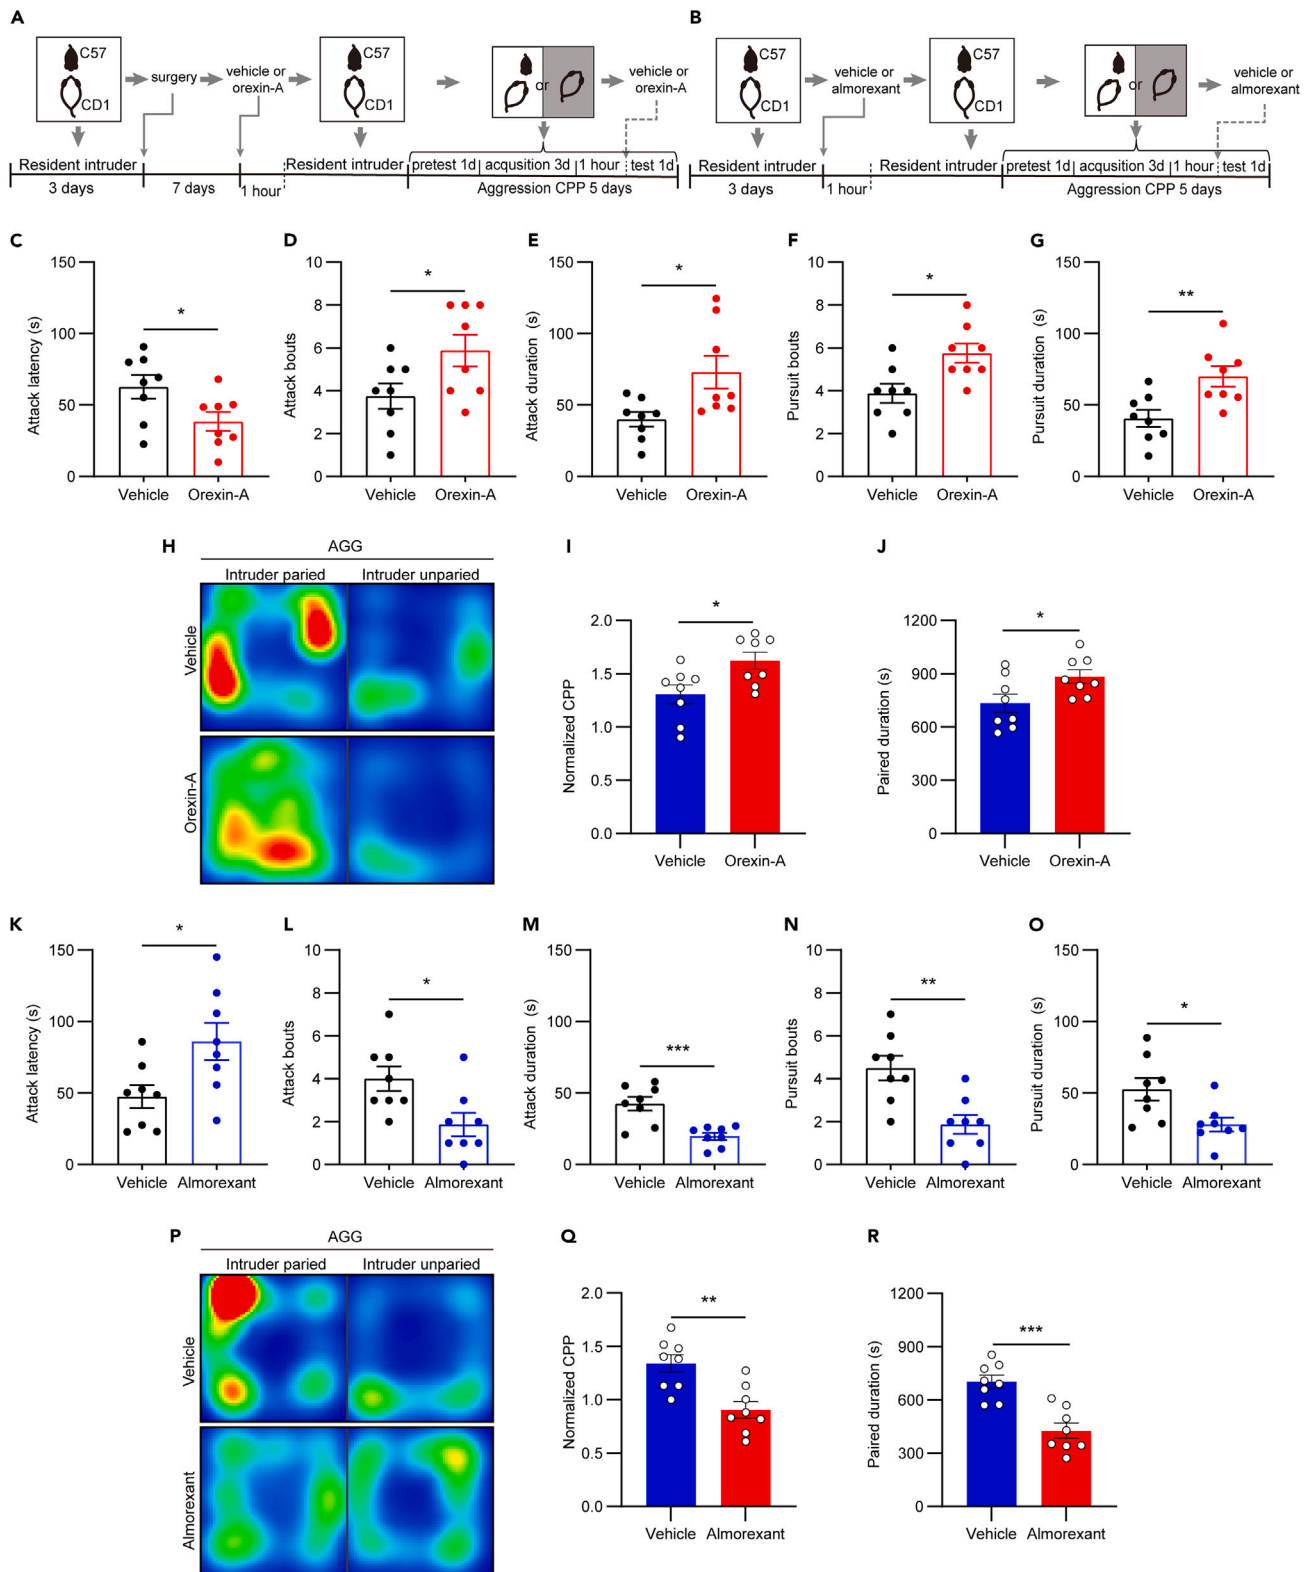 A
C57
CD1
surgery
vehicle or
orexin-A
C57
CD1
or
vehicle or
orexin-A
Resident intruder
Resident intruder
pretest 1d
acqusition 3d
1 hour
test 1d
3 days
7 days
1 hour
Aggression CPP 5 days
B
C57
CD1
vehicle or
almorexant
C57
CD1
or
vehicle or
almorexant
Resident intruder
Resident intruder
pretest 1d
acqusition 3d
1 hour
test 1d
3 days
1 hour
Aggression CPP 5 days
C
Attack latency (s)
150
100
50
0
*
Vehicle
Orexin-A
D
Attack bouts
10
8
6
4
2
0
*
Vehicle
Orexin-A
E
Attack duration (s)
150
100
50
0
*
Vehicle
Orexin-A
F
Pursuit bouts
10
8
6
4
2
0
*
Vehicle
Orexin-A
G
Pursuit duration (s)
150
100
50
0
**
Vehicle
Orexin-A
H
AGG
Intruder paried
Intruder unparied
Vehicle
Orexin-A
I
Normalized CPP
2.0
1.5
1.0
0.5
0.0
*
Vehicle
Orexin-A
J
Paired duration (s)
1200
900
600
300
0
*
Vehicle
Orexin-A
K
Attack latency (s)
150
100
50
0
*
Vehicle
Almorexant
L
Attack bouts
10
8
6
4
2
0
*
Vehicle
Almorexant
M
Attack duration (s)
150
100
50
0
***
Vehicle
Almorexant
N
Pursuit bouts
10
8
6
4
2
0
**
Vehicle
Almorexant
O
Pursuit duration (s)
150
100
50
0
*
Vehicle
Almorexant
P
AGG
Intruder paried
Intruder unparied
Vehicle
Almorexant
Q
Normalized CPP
2.0
1.5
1.0
0.5
0.0
**
Vehicle
Almorexant
R
Paired duration (s)
1200
900
600
300
0
***
Vehicle
Almorexant